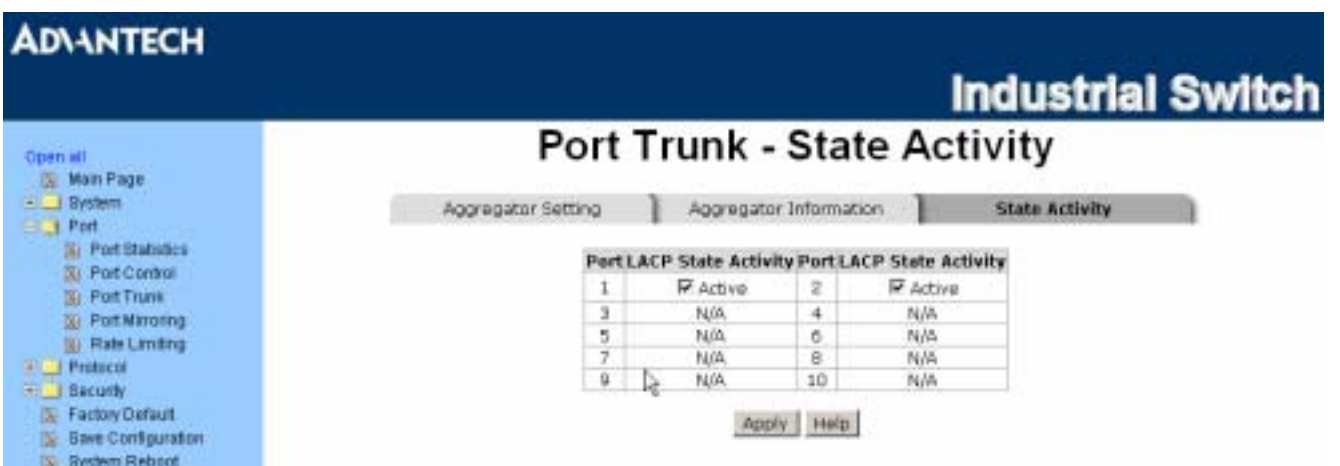 ADVANTECH
Industrial Switch
Open all
Main Page
System
Port
Port Statistics
Port Control
Port Trunk
Port Mirroring
Rate Limiting
Protocol
Security
Factory Default
Save Configuration
System Reboot
Port Trunk - State Activity
Aggregator Setting Aggregator Information State Activity
Port LACP State Activity Port LACP State Activity
1 Active 2 Active
3 N/A 4 N/A
5 N/A 6 N/A
7 N/A 8 N/A
9 N/A 10 N/A
Apply Help